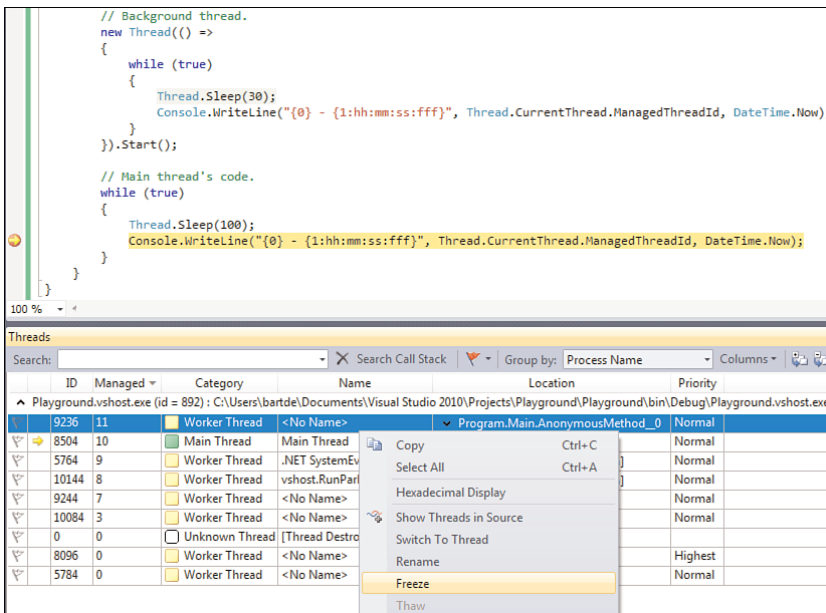 // Background thread.
new Thread(() =>
{
while (true)
{
Thread.Sleep(30);
Console.WriteLine("{0} - {1:hh:mm:ss:fff}", Thread.CurrentThread.ManagedThreadId, DateTime.Now)
}
}).Start();
// Main thread's code.
while (true)
{
Thread.Sleep(100);
Console.WriteLine("{0} - {1:hh:mm:ss:fff}", Thread.CurrentThread.ManagedThreadId, DateTime.Now);
}
}
}
100 %
Threads
Search: Search Call Stack Group by: Process Name Columns
ID Managed Category Name Location Priority
Playground.vshost.exe (id = 892) : C:\Users\bartde\Documents\Visual Studio 2010\Projects\Playground\Playground\bin\Debug\Playground.vshost.exe
9236 11 Worker Thread <No Name> Program.Main.AnonymousMethod__0 Normal
8504 10 Main Thread Main Thread Normal
5764 9 Worker Thread .NET SystemEv ] Normal
10144 8 Worker Thread vshost.RunParl ] Normal
9244 7 Worker Thread <No Name> Normal
10084 3 Worker Thread <No Name> Normal
0 0 Unknown Thread [Thread Destro
8096 0 Worker Thread <No Name> Highest
5784 0 Worker Thread <No Name> Normal
Copy Ctrl+C
Select All Ctrl+A
Hexadecimal Display
Show Threads in Source
Switch To Thread
Rename
Freeze
Thaw